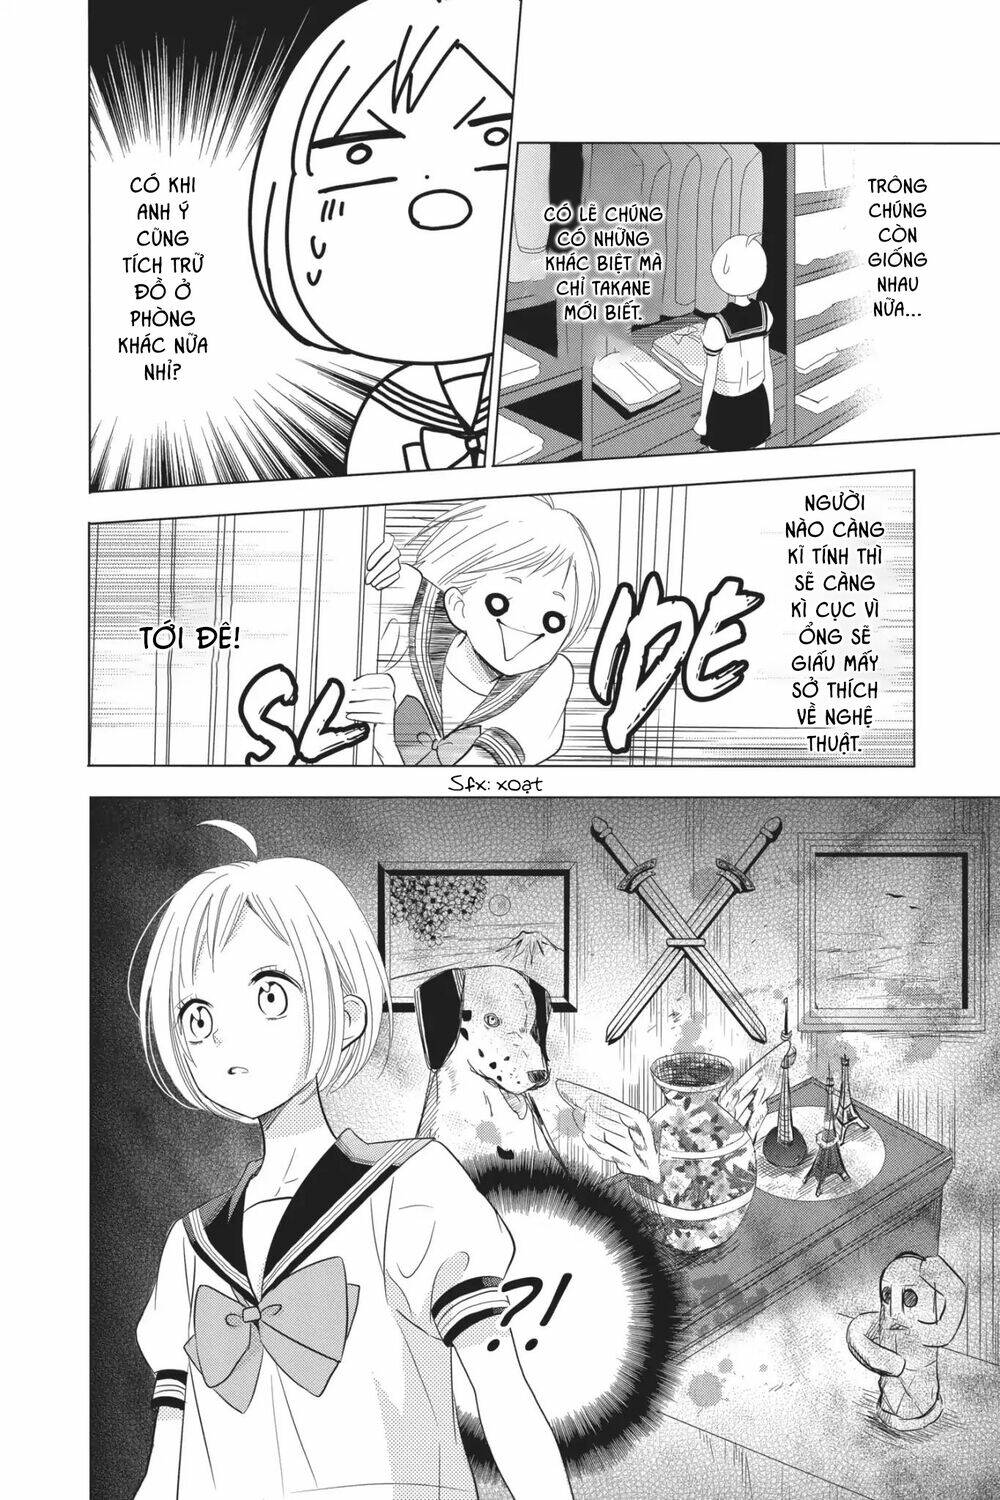 TRÔNG
CHÚNG
CÒN
GIỐNG
NHAU
NỮA...
CÓ LẼ CHÚNG
CÓ NHỮNG
KHÁC BIỆT MÀ
CHỈ TAKANE
MỚI BIẾT.
CÓ KHI
ANH Ý
CŨNG
TÍCH TRỮ
ĐỒ Ở
PHÒNG
KHÁC NỮA
NHỈ?
NGƯỜI
NÀO CÀNG
KĨ TÍNH THÌ
SẼ CÀNG
KÌ CỤC VÌ
ỔNG SẼ
GIẤU MẤY
SỞ THÍCH
VỀ NGHỆ
THUẬT.
SLIDE
TỚI ĐÊ!
Sfx: xoạt
?!